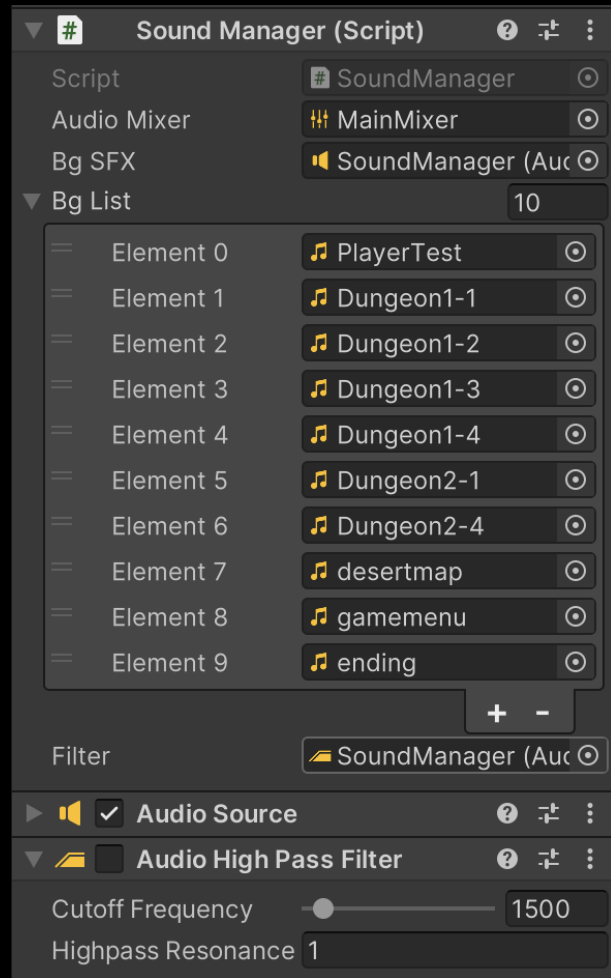 Sound Manager (Script)
Script SoundManager
Audio Mixer MainMixer
Bg SFX SoundManager (Auc
Bg List 10
Element 0 PlayerTest
Element 1 Dungeon1-1
Element 2 Dungeon1-2
Element 3 Dungeon1-3
Element 4 Dungeon1-4
Element 5 Dungeon2-1
Element 6 Dungeon2-4
Element 7 desertmap
Element 8 gamemenu
Element 9 ending
+ -
Filter SoundManager (Auc
Audio Source
Audio High Pass Filter
Cutoff Frequency 1500
Highpass Resonance 1